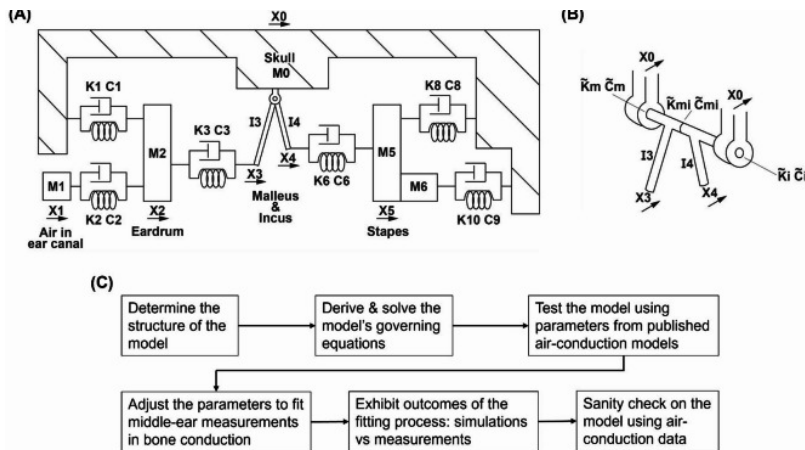 (A)
X0
Skull
M0
K1 C1
K8 C8
I3
I4
K3 C3
M2
M5
X3
X4
K6 C6
M1
M6
Malleus
&
Incus
X1
K2 C2
X2
X5
K10 C9
Air in
ear canal
Eardrum
Stapes
(B)
X0
K̃m C̃m
K̃mi C̃mi
X0
I3
I4
K̃i C̃i
X3
X4
(C)
Determine the
structure of the
model
Derive & solve the
model's governing
equations
Test the model using
parameters from published
air-conduction models
Adjust the parameters to fit
middle-ear measurements
in bone conduction
Exhibit outcomes of the
fitting process: simulations
vs measurements
Sanity check on the
model using air-
conduction data